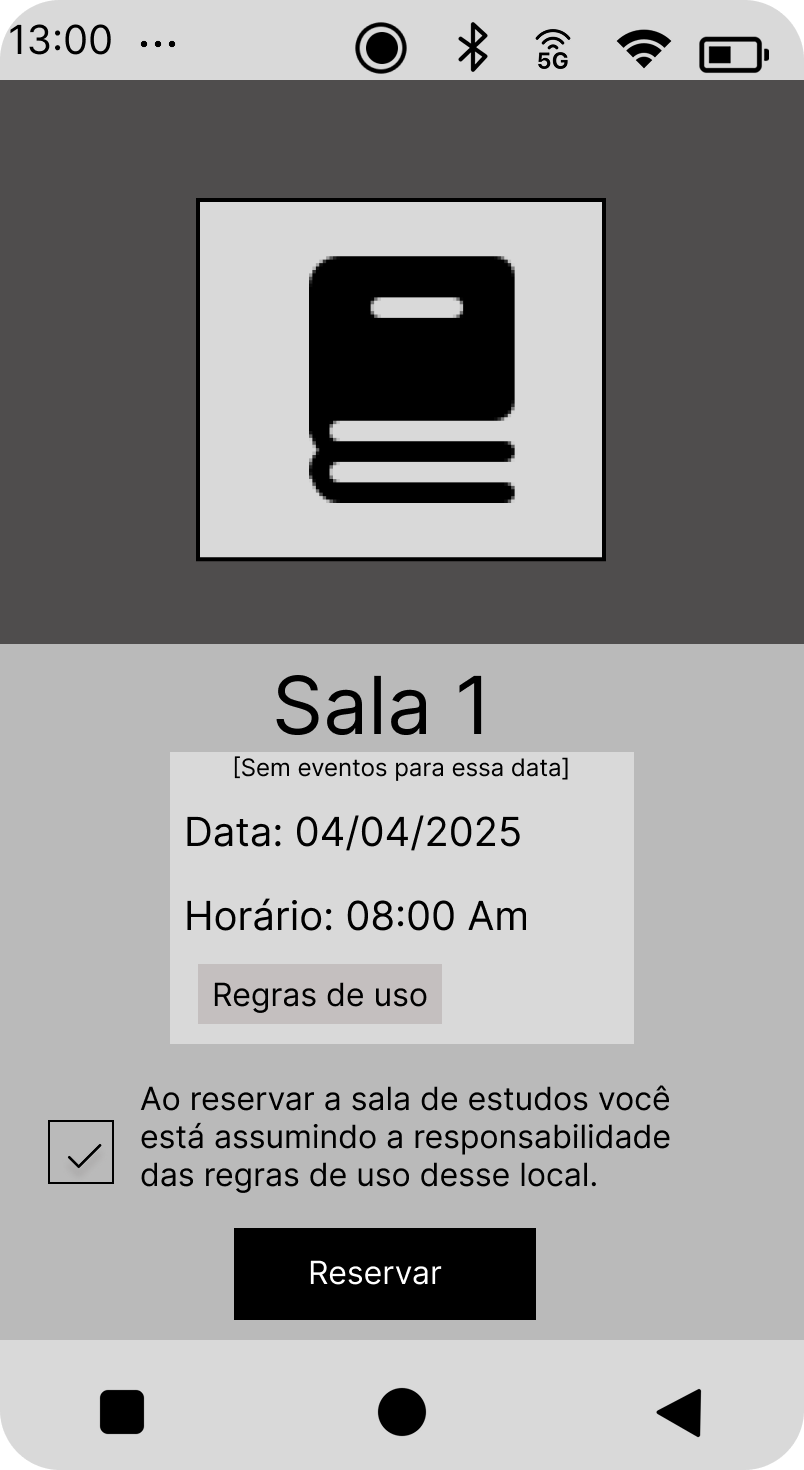 13:00 ...
5G
Sala 1
[Sem eventos para essa data]
Data: 04/04/2025
Horário: 08:00 Am
Regras de uso
Ao reservar a sala de estudos você
está assumindo a responsabilidade
das regras de uso desse local.
Reservar